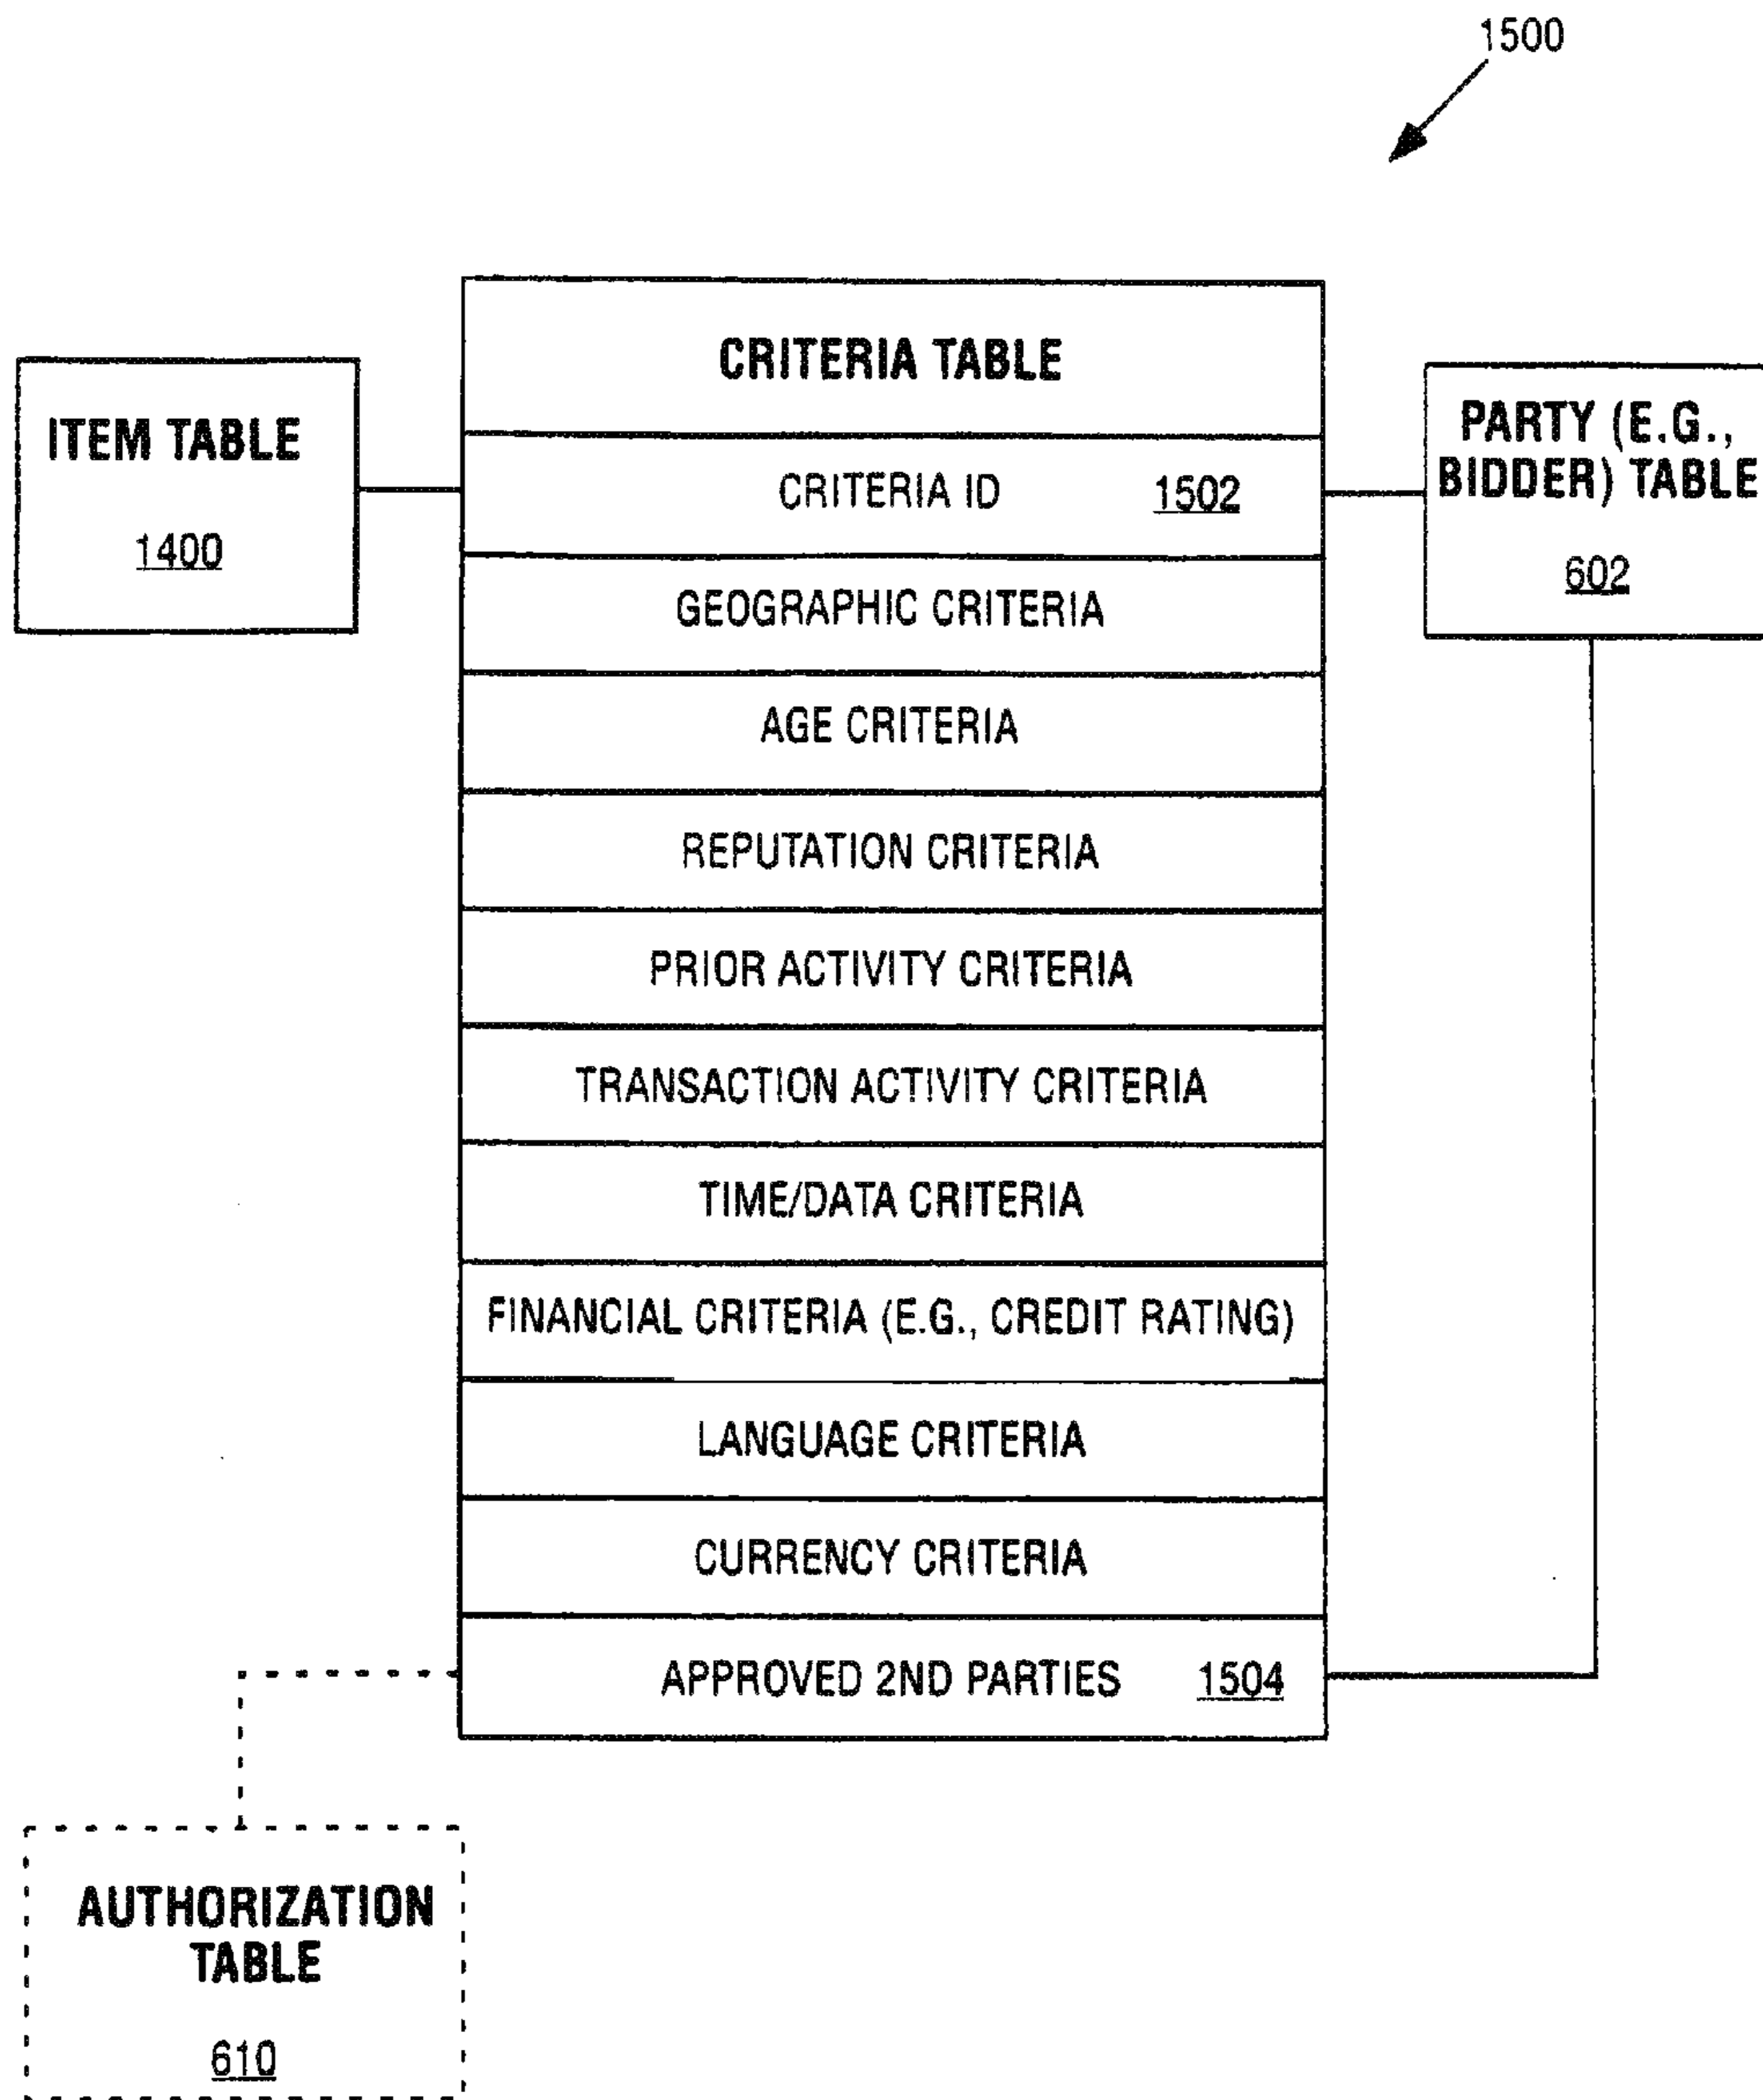 1500
CRITERIA TABLE
ITEM TABLE
1400
CRITERIA ID 1502
PARTY (E.G.,
BIDDER) TABLE
602
GEOGRAPHIC CRITERIA
AGE CRITERIA
REPUTATION CRITERIA
PRIOR ACTIVITY CRITERIA
TRANSACTION ACTIVITY CRITERIA
TIME/DATA CRITERIA
FINANCIAL CRITERIA (E.G., CREDIT RATING)
LANGUAGE CRITERIA
CURRENCY CRITERIA
APPROVED 2ND PARTIES 1504
AUTHORIZATION
TABLE
610